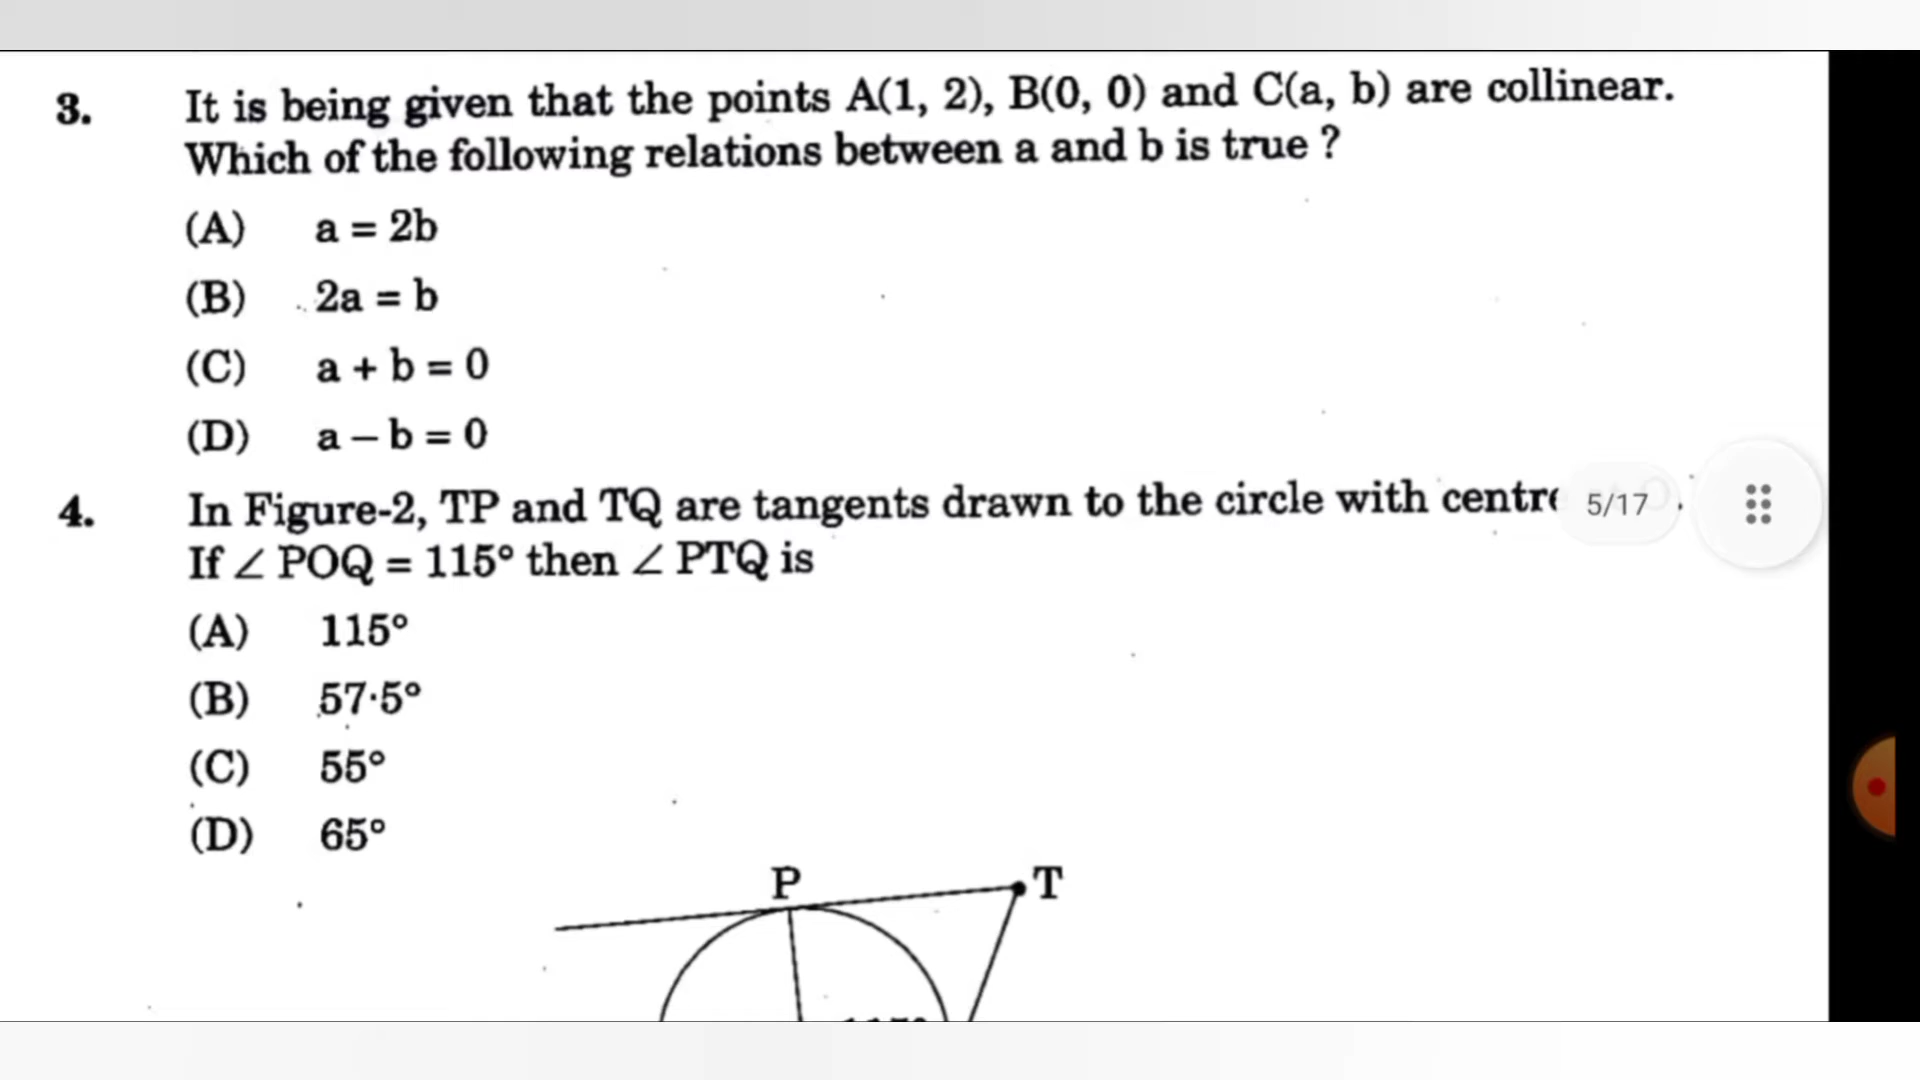 3. It is being given that the points A(1, 2), B(0, 0) and C(a, b) are collinear.
Which of the following relations between a and b is true ?
(A) a = 2b
(B) 2a = b
(C) a + b = 0
(D) a – b = 0
4. In Figure-2, TP and TQ are tangents drawn to the circle with centre
5/17
If ∠ POQ = 115° then ∠ PTQ is
(A) 115°
(B) 57·5°
(C) 55°
(D) 65°
P
T